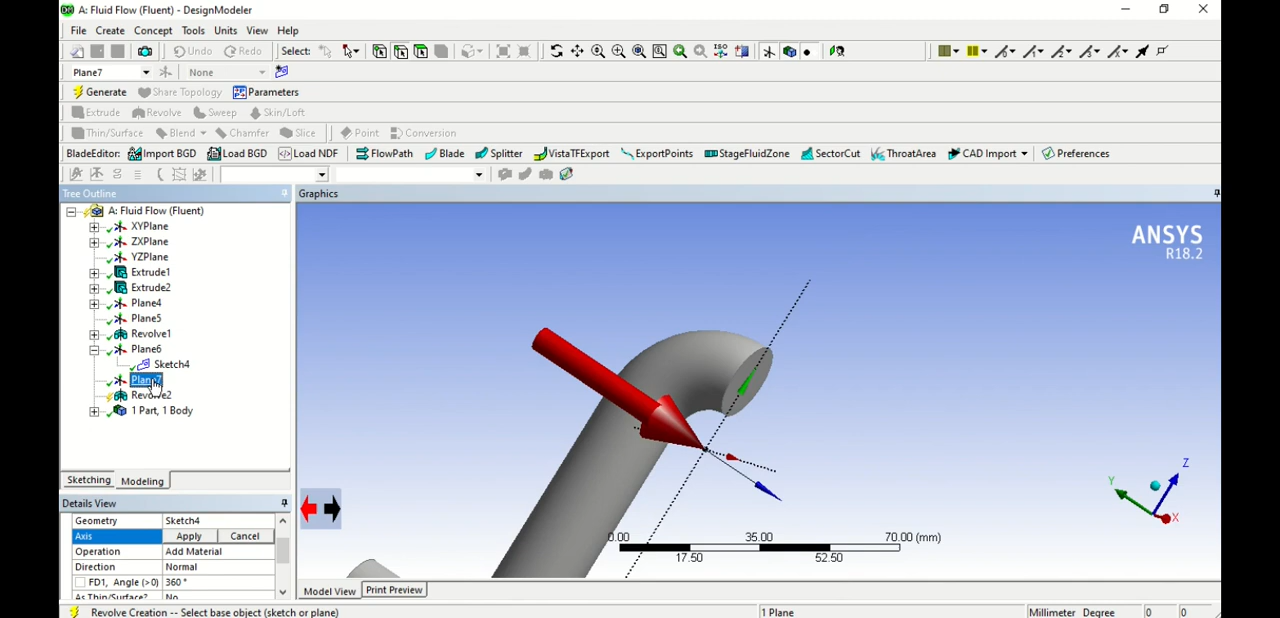 A: Fluid Flow (Fluent) - DesignModeler
File Create Concept Tools Units View Help
Undo Redo Select: ISO
Plane7 None
Generate Share Topology Parameters
Extrude Revolve Sweep Skin/Loft
Thin/Surface Blend Chamfer Slice Point Conversion
BladeEditor: Import BGD Load BGD Load NDF FlowPath Blade Splitter VistaTFExport ExportPoints StageFluidZone SectorCut ThroatArea CAD Import Preferences
Tree Outline
Graphics
A: Fluid Flow (Fluent)
XYPlane
ZXPlane
YZPlane
Extrude1
Extrude2
Plane4
Plane5
Revolve1
Plane6
Sketch4
Plane7
Revolve2
1 Part, 1 Body
Sketching Modeling
Details View
Geometry Sketch4
Axis Apply Cancel
Operation Add Material
Direction Normal
FD1, Angle (>0) 360 °
As Thin/Surface? No
ANSYS
R18.2
Z
Y
X
0.00 35.00 70.00 (mm)
17.50 52.50
Model View Print Preview
Revolve Creation -- Select base object (sketch or plane) 1 Plane Millimeter Degree 0 0